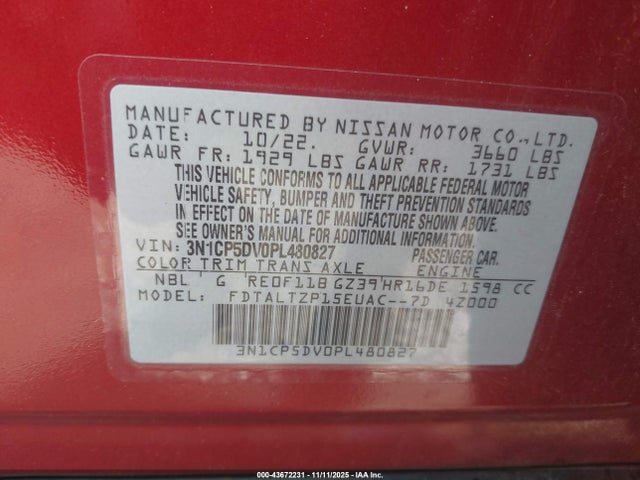 MANUFACTURED BY NISSAN MOTOR CO., LTD.
DATE: 10/22. GVWR: 3660 LBS
GAWR FR: 1929 LBS GAWR RR: 1731 LBS
THIS VEHICLE CONFORMS TO ALL APPLICABLE FEDERAL MOTOR
VEHICLE SAFETY, BUMPER AND THEFT PREVENTION STANDARDS
IN EFFECT ON THE DATE OF MANUFACTURE SHOWN ABOVE.
SEE OWNER'S MANUAL FOR ADDITIONAL INFORMATION.
VIN: 3N1CP5DV0PL480827 PASSENGER CAR.
COLOR TRIM TRANS AXLE ENGINE
NBL G RE0F11B GZ39 HR16DE 1598 CC
MODEL: FDTALTZP15EUAC--7D 4Z000
3N1CP5DV0PL480827
000-43672231 - 11/11/2025 - IAA Inc.